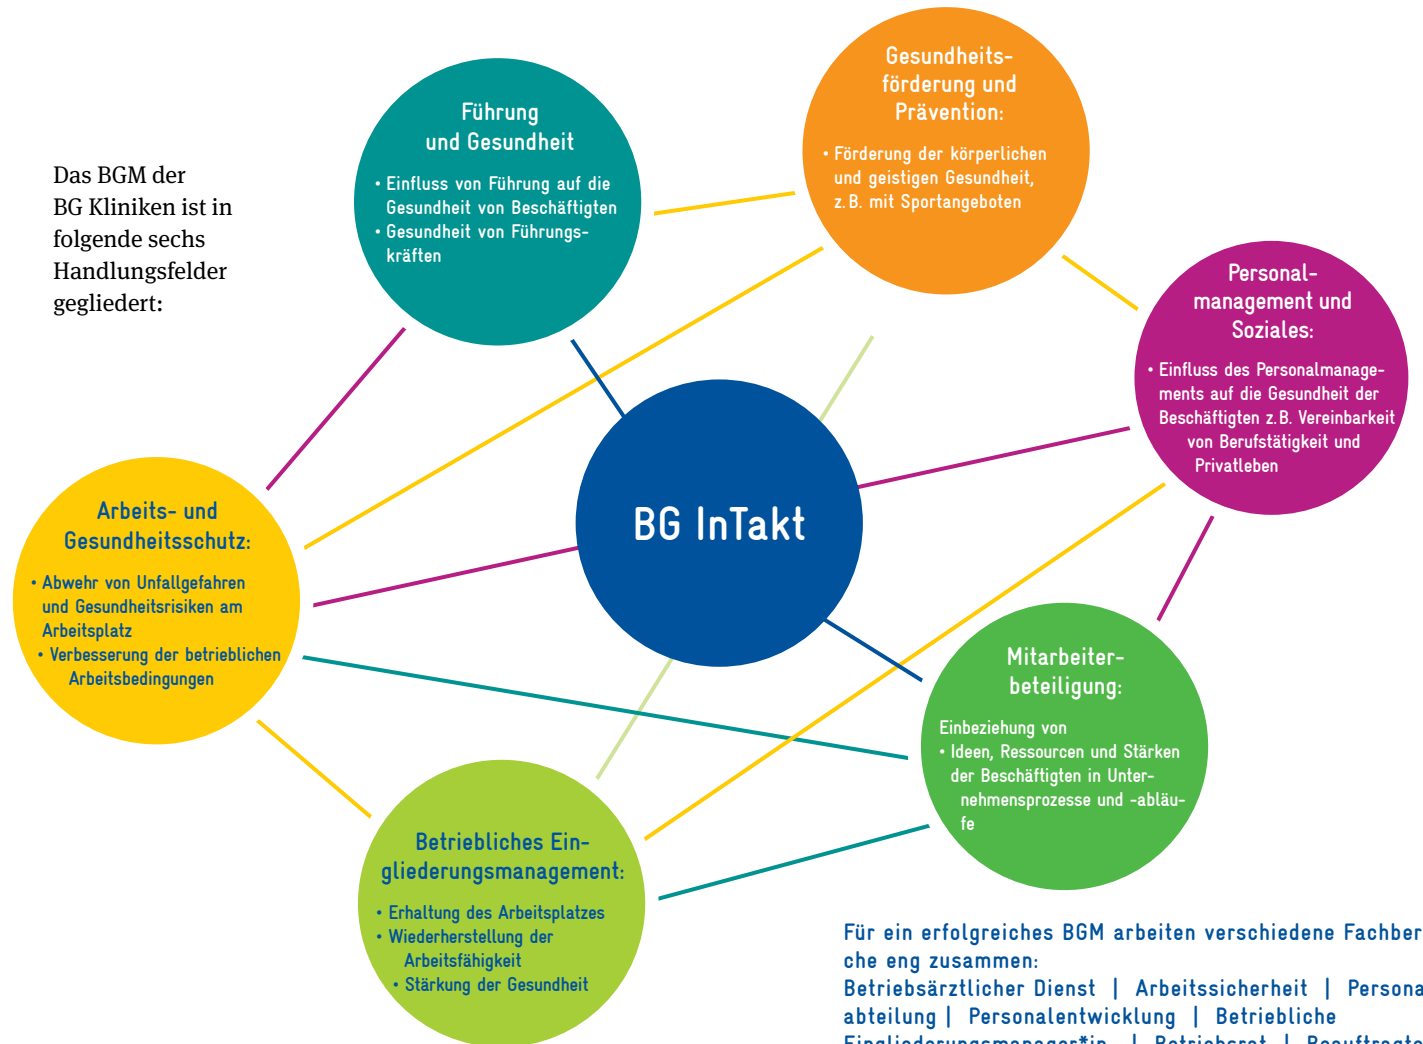 Das BGM der
BG Kliniken ist in
folgende sechs
Handlungsfelder
gegliedert:
Führung
und Gesundheit
• Einfluss von Führung auf die
Gesundheit von Beschäftigten
• Gesundheit von Führungs-
kräften
Gesundheits-
förderung und
Prävention:
• Förderung der körperlichen
und geistigen Gesundheit,
z.B. mit Sportangeboten
Personal-
management und
Soziales:
• Einfluss des Personalmanage-
ments auf die Gesundheit der
Beschäftigten z.B. Vereinbarkeit
von Berufstätigkeit und
Privatleben
BG InTakt
Arbeits- und
Gesundheitsschutz:
• Abwehr von Unfallgefahren
und Gesundheitsrisiken am
Arbeitsplatz
• Verbesserung der betrieblichen
Arbeitsbedingungen
Mitarbeiter-
beteiligung:
Einbeziehung von
• Ideen, Ressourcen und Stärken
der Beschäftigten in Unter-
nehmensprozesse und -abläu-
fe
Betriebliches Ein-
gliederungsmanagement:
• Erhaltung des Arbeitsplatzes
• Wiederherstellung der
Arbeitsfähigkeit
• Stärkung der Gesundheit
Für ein erfolgreiches BGM arbeiten verschiedene Fachber
che eng zusammen:
Betriebsärztlicher Dienst | Arbeitssicherheit | Persona
abteilung | Personalentwicklung | Betriebliche
Eingliederungsmanager*in | Betriebsrat | Beauftragte